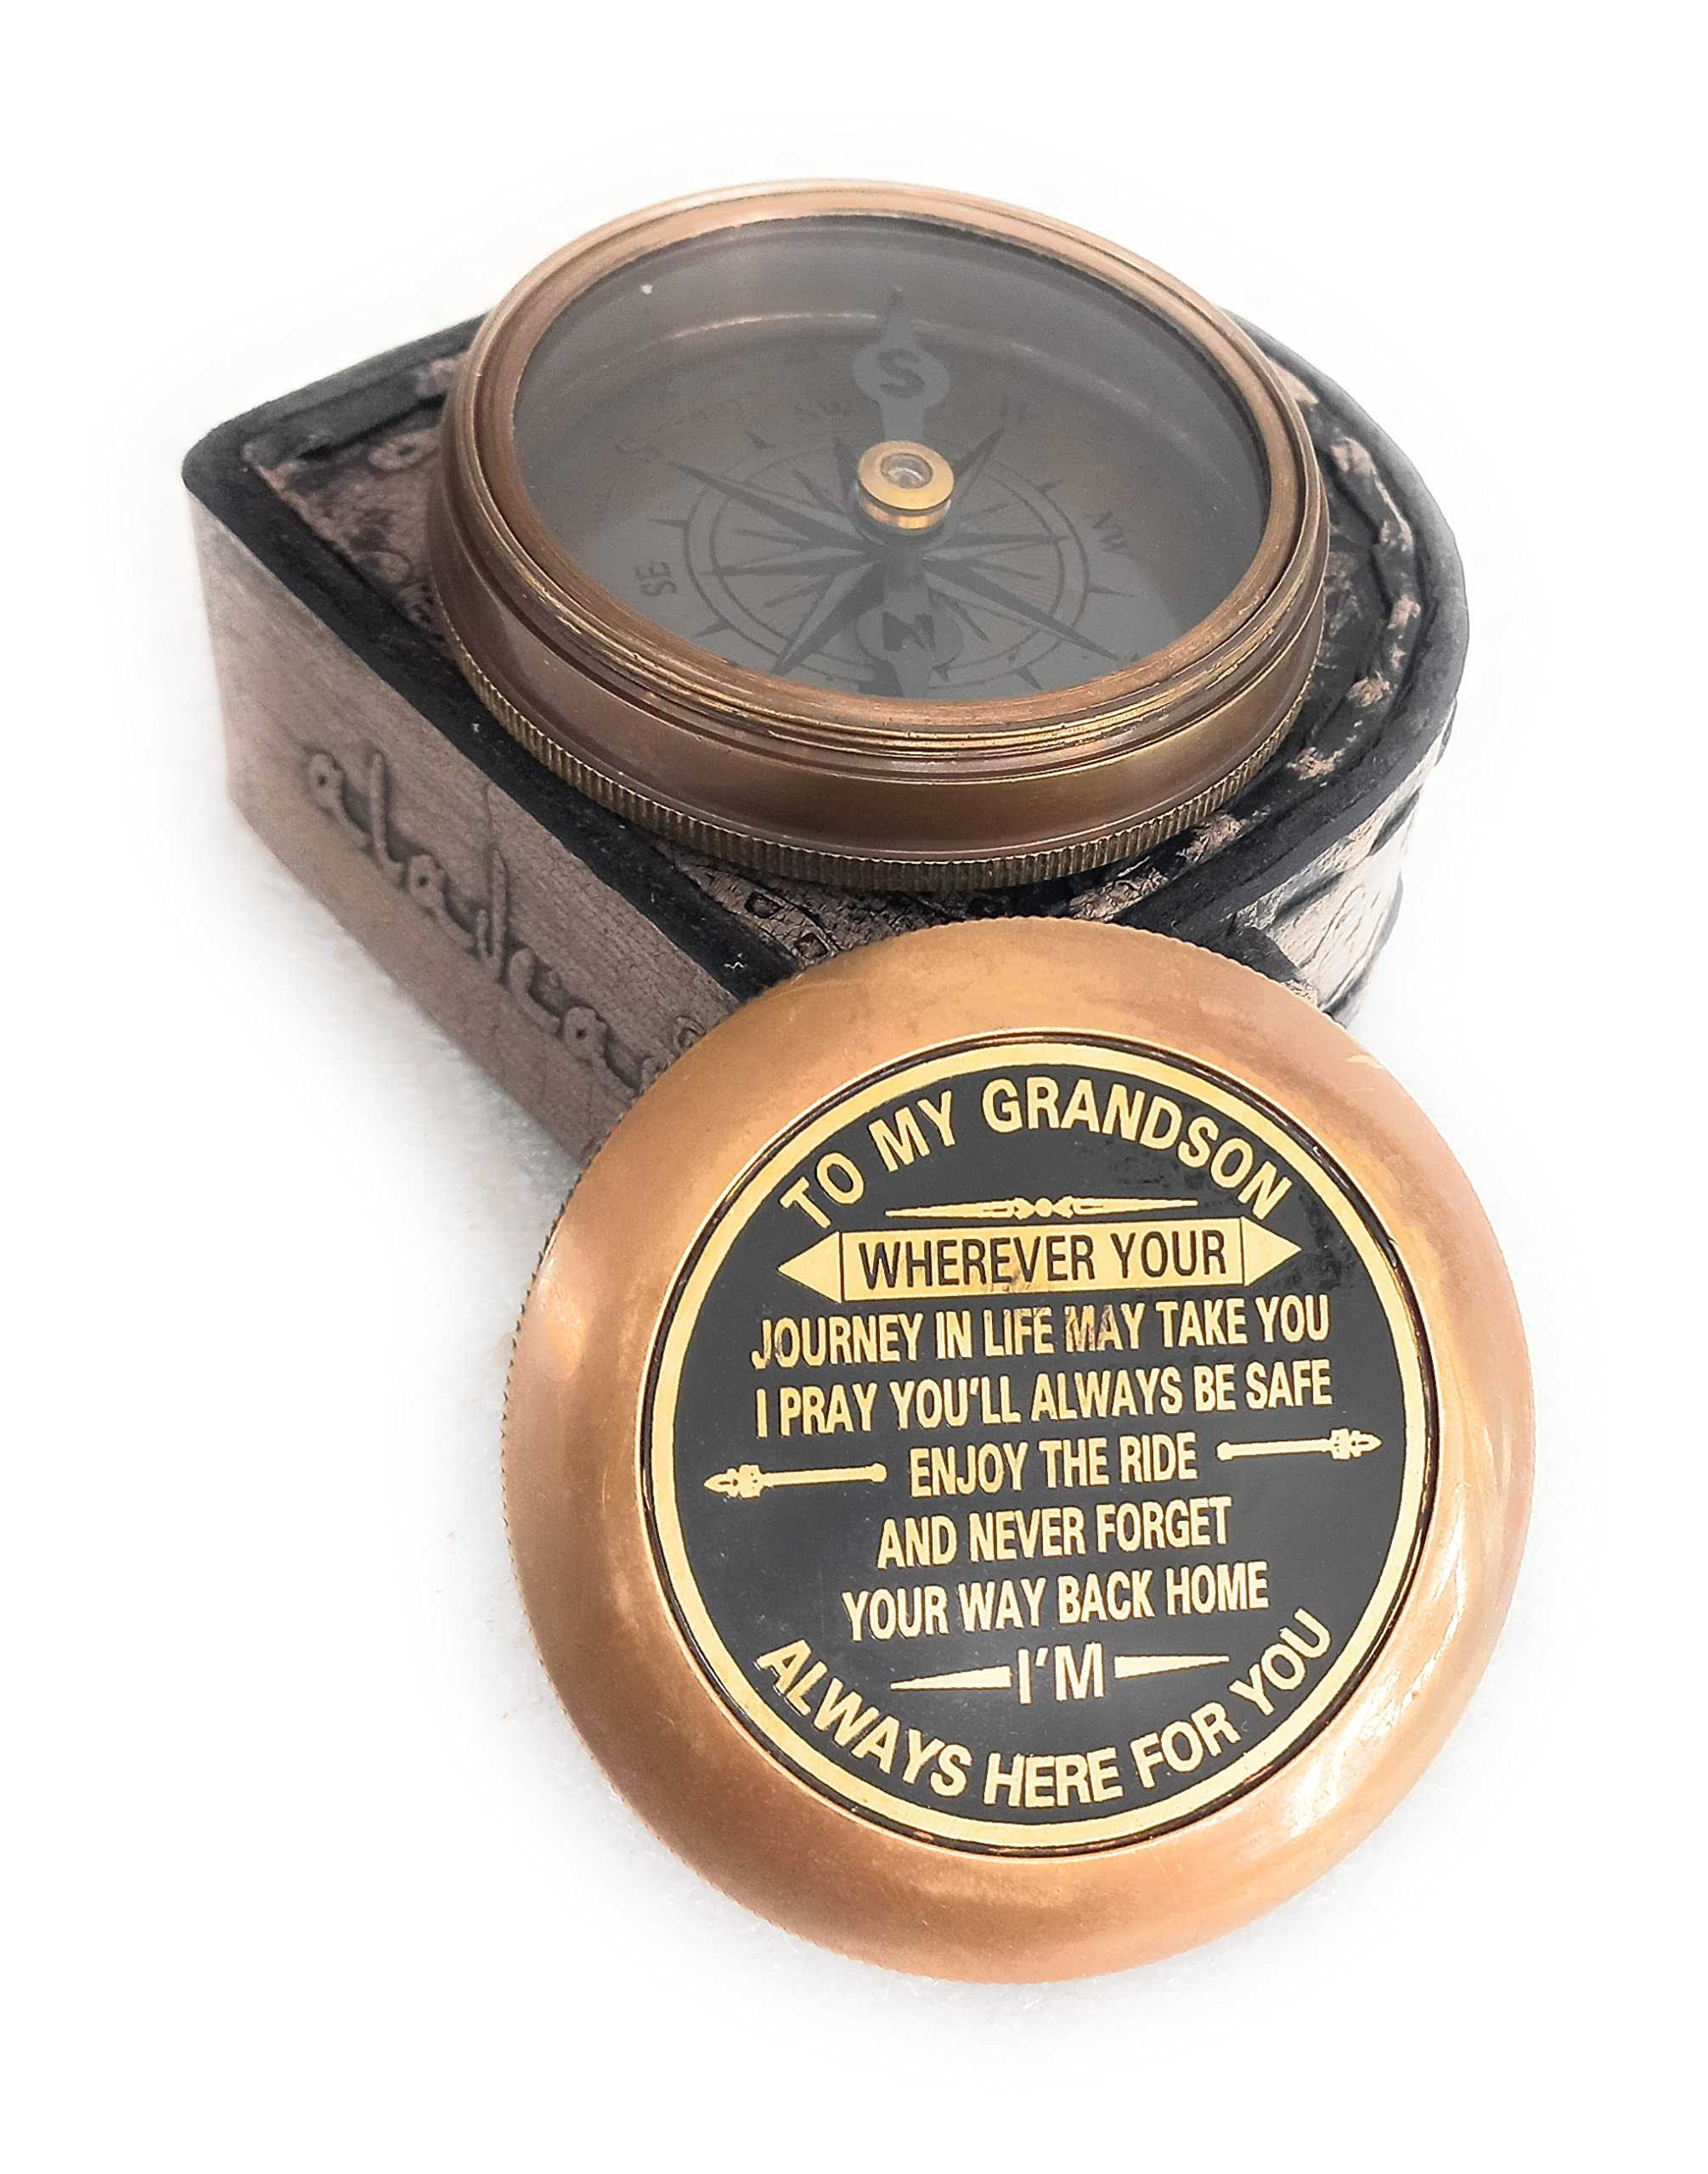 S
SW
W
S
NW
SE
N
TO MY GRANDSON
WHEREVER YOUR
JOURNEY IN LIFE MAY TAKE YOU
I PRAY YOU'LL ALWAYS BE SAFE
ENJOY THE RIDE
AND NEVER FORGET
YOUR WAY BACK HOME
I'M
ALWAYS HERE FOR YOU